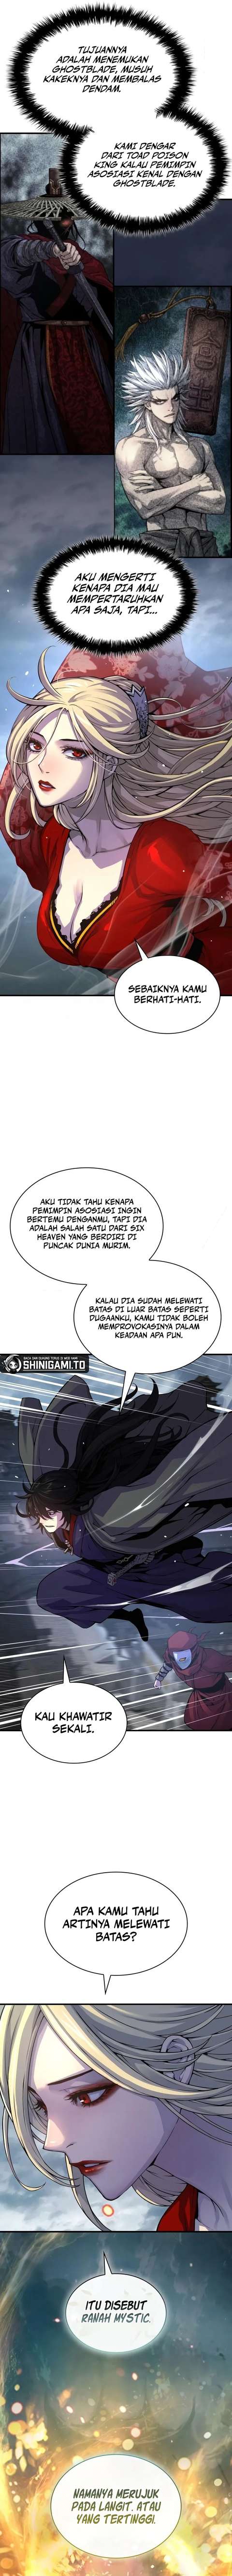 TUJUANNYA
ADALAH MENEMUKAN
GHOSTBLADE, MUSUH
KAKEKNYA DAN MEMBALAS
DENDAM.
KAMI DENGAR
DARI TOAD POISON
KING KALAU PEMIMPIN
ASOSIASI KENAL DENGAN
GHOSTBLADE.
AKU MENGERTI
KENAPA DIA MAU
MEMPERTARUHKAN
APA SAJA, TAPI...
SEBAIKNYA KAMU
BERHATI-HATI.
AKU TIDAK TAHU KENAPA
PEMIMPIN ASOSIASI INGIN
BERTEMU DENGANMU, TAPI DIA
ADALAH SALAH SATU DARI SIX
HEAVEN YANG BERDIRI DI
PUNCAK DUNIA MURIM.
KALAU DIA SUDAH MELEWATI
BATAS DI LUAR BATAS SEPERTI
DUGAANKU, KAMU TIDAK BOLEH
MEMPROVOKASINYA DALAM
KEADAAN APA PUN.
SHINIGAMI.TO
KAU KHAWATIR
SEKALI.
APA KAMU TAHU
ARTINYA MELEWATI
BATAS?
ITU DISEBUT
RANAH MYSTIC.
NAMANYA MERUJUK
PADA LANGIT. ATAU
YANG TERTINGGI.